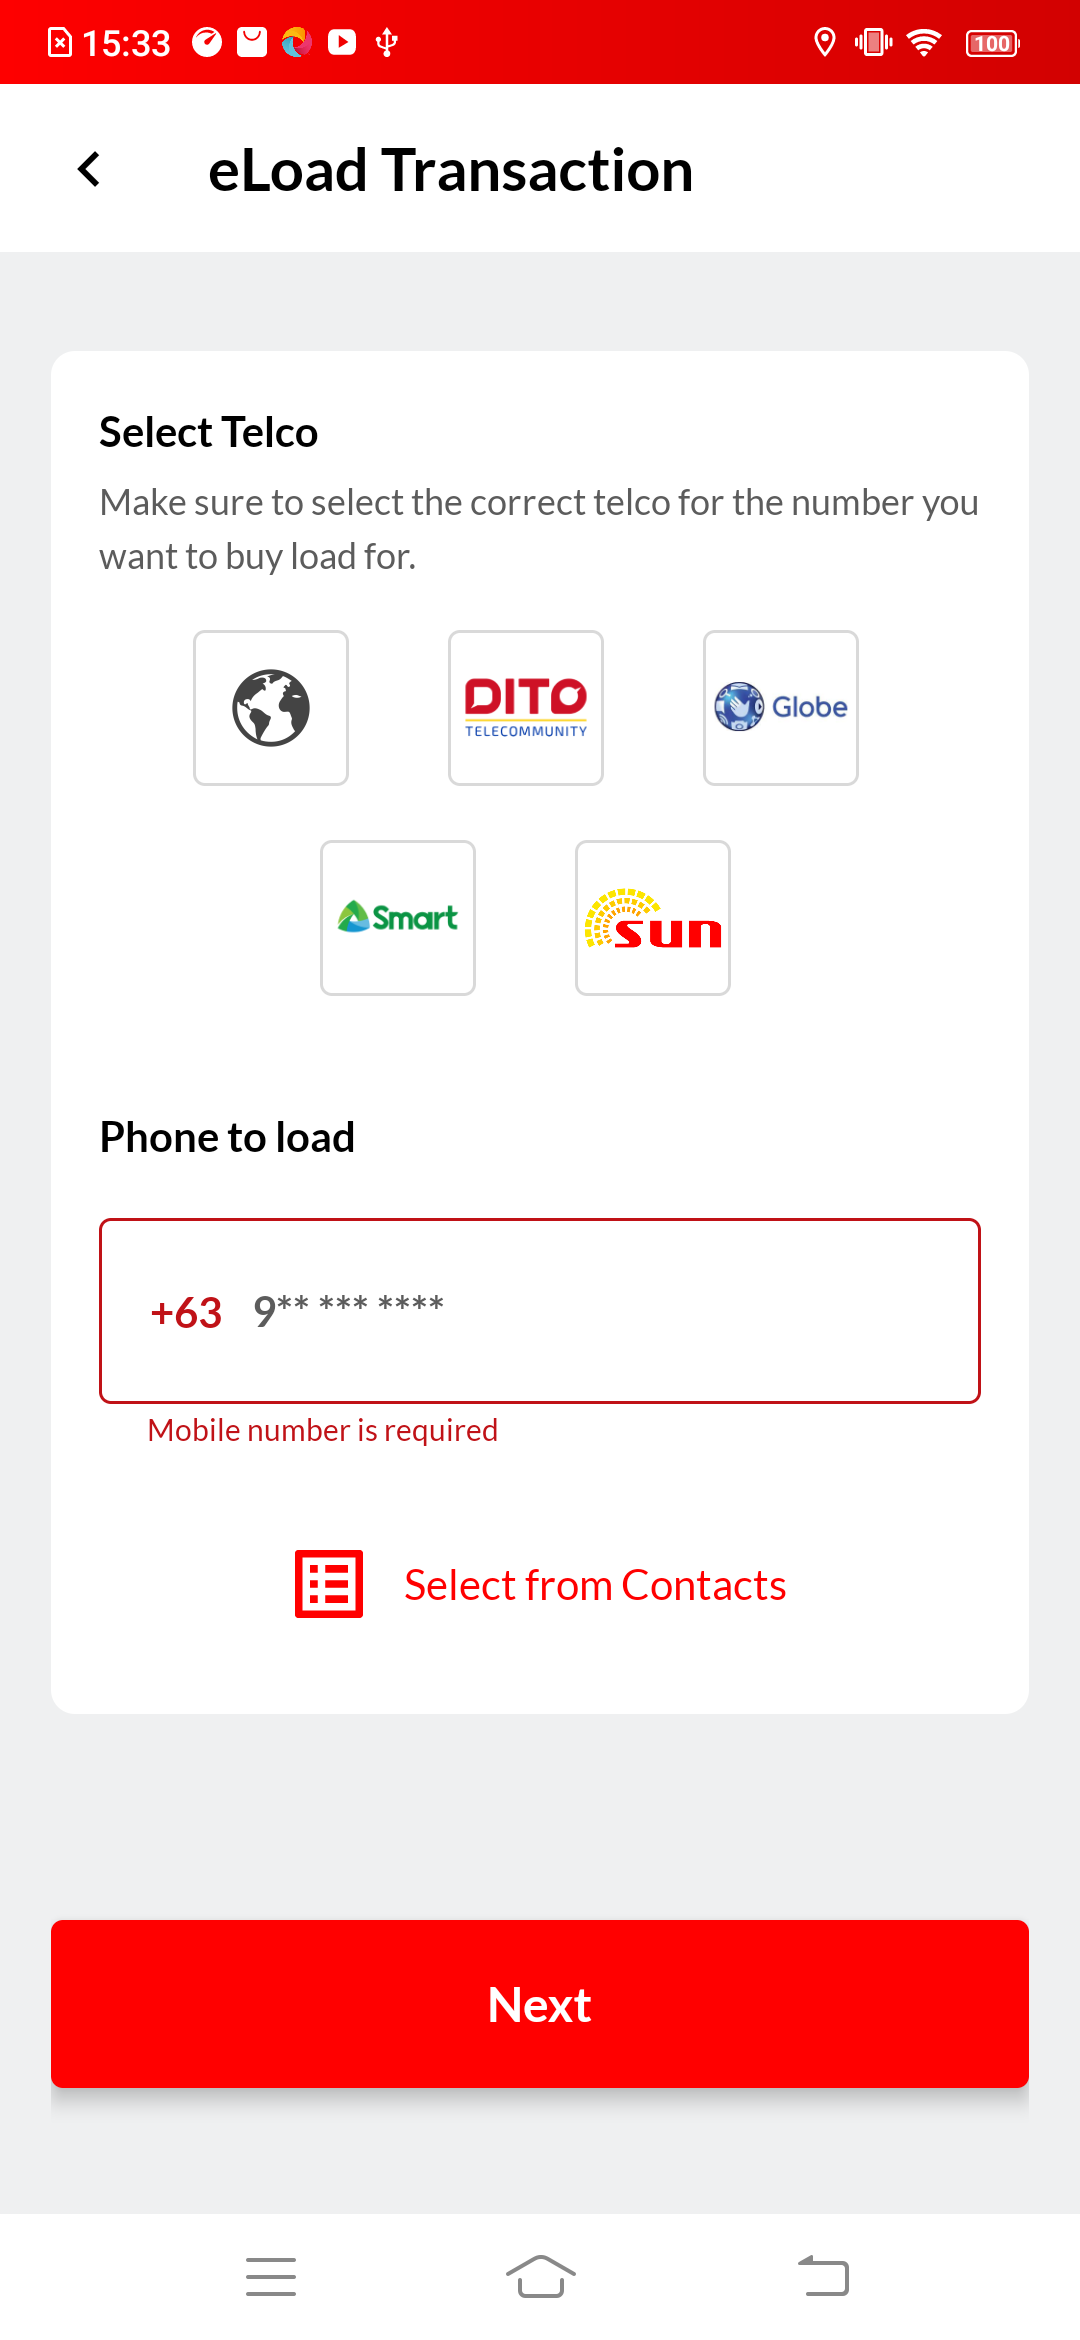 15:33
100
eLoad Transaction
Select Telco
Make sure to select the correct telco for the number you
want to buy load for.
DITO
TELECOMMUNITY
Globe
Smart
sun
Phone to load
+63 9** *** ****
Mobile number is required
Select from Contacts
Next